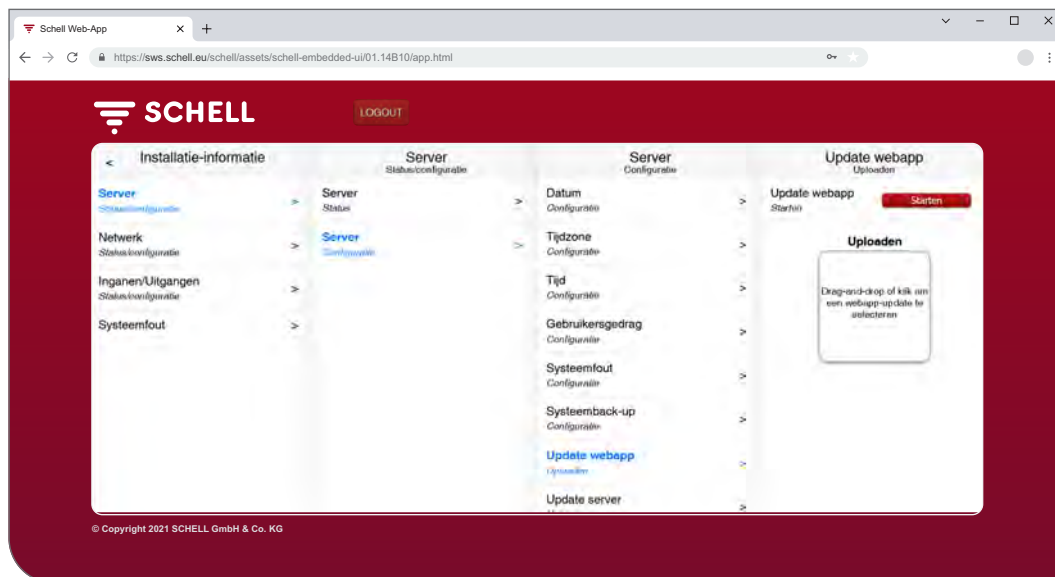 Schell Web-App
https://sws.schell.eu/schell/assets/schell-embedded-ui/01.14B10/app.html
SCHELL
LOGOUT
< Installatie-informatie
Server
Status/configuratie
Netwerk
Status/configuratie
Inganen/Uitgangen
Status/configuratie
Systeemfout
Server
Status/configuratie
Server
Status
Server
Configuratie
Server
Configuratie
Datum
Configuratie
Tijdzone
Configuratie
Tijd
Configuratie
Gebruikersgedrag
Configuratie
Systeemfout
Configuratie
Systeemback-up
Configuratie
Update webapp
Uploaden
Update server
Update webapp
Uploaden
Update webapp
Starten
Starten
Uploaden
Drag-and-drop of klik om
een webapp-update te
selecteren
© Copyright 2021 SCHELL GmbH & Co. KG